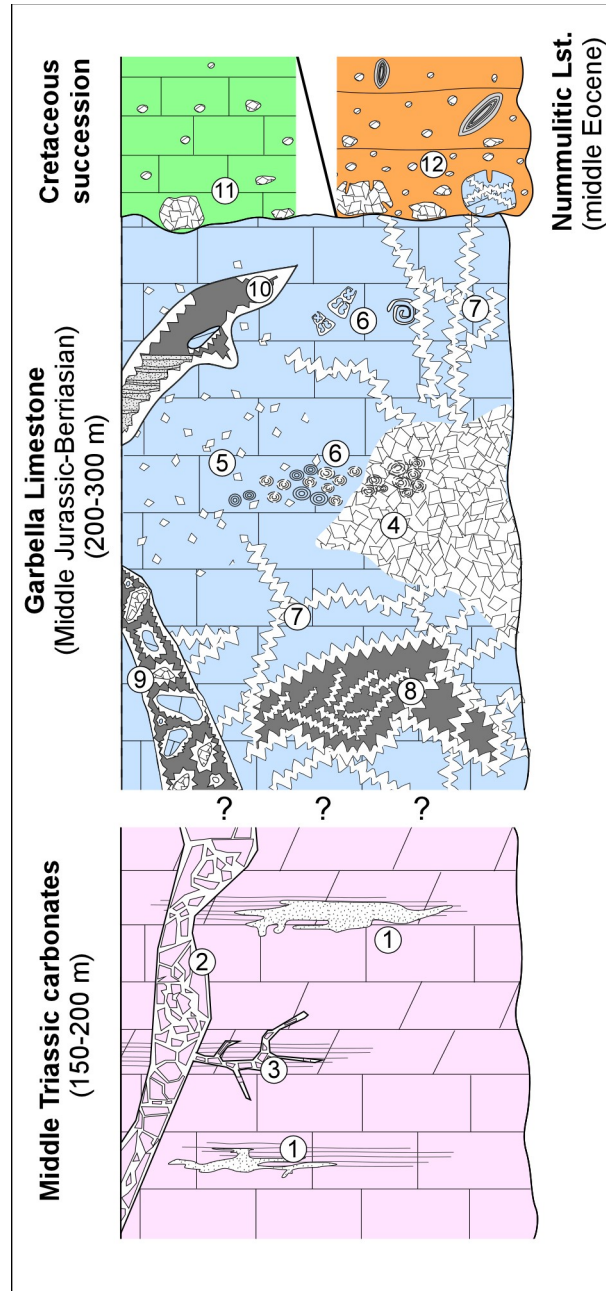 Cretaceous
succession
11
12
Nummulitic Lst.
(middle Eocene)
Garbella Limestone
(Middle Jurassic-Berriasian)
(200-300 m)
10
6
7
5
6
4
7
9
8
? ? ?
Middle Triassic carbonates
(150-200 m)
1
2
3
1